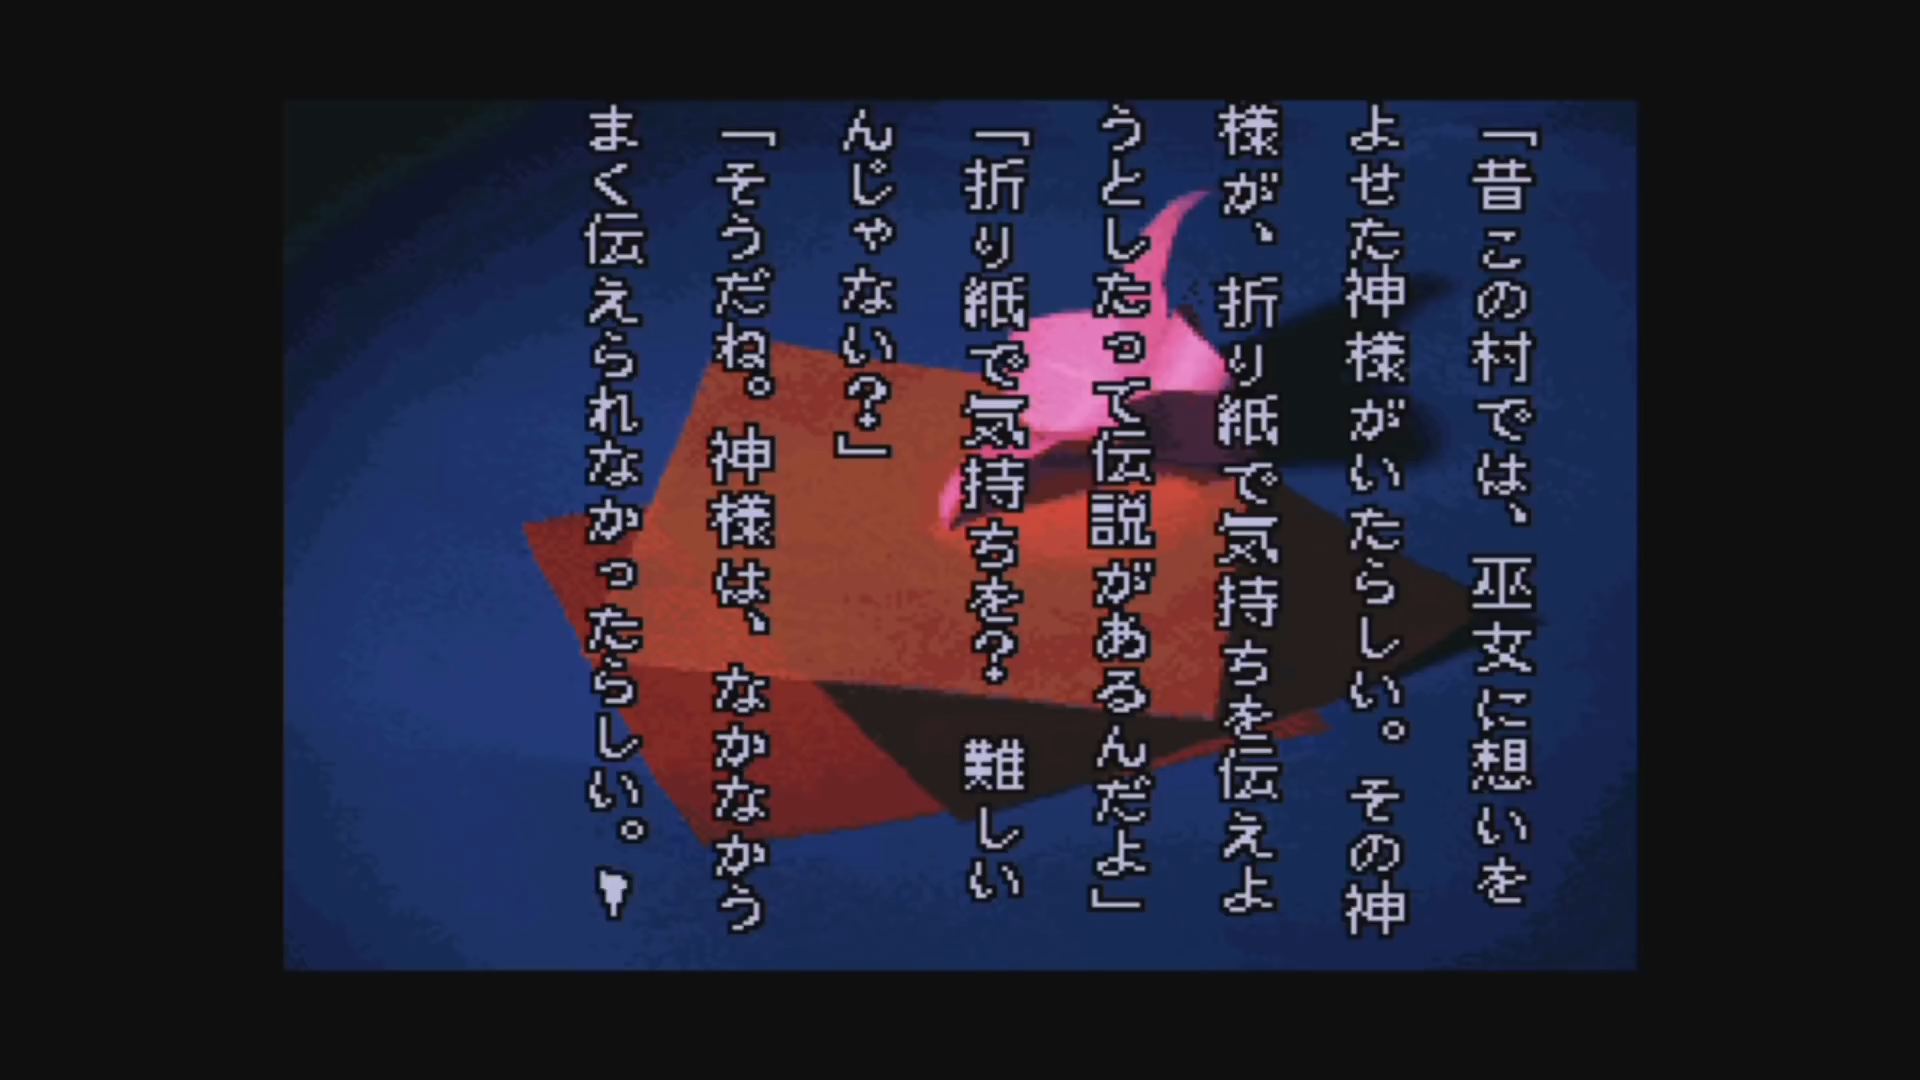 「昔この村では、巫女に想いを
よせた神様がいたらしい。その神
様が、折り紙で気持ちを伝えよ
うとしたって伝説があるんだよ」
「折り紙で気持ちを？　難しい
んじゃない？」
「そうだね。神様は、なかなかう
まく伝えられなかったらしい。